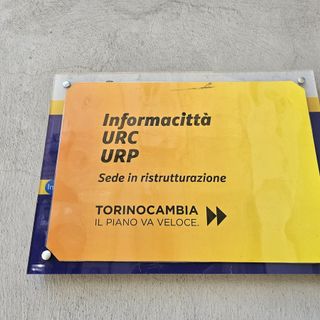 Informacittà
URC
URP
Sede in ristrutturazione
TORINOCAMBIA
IL PIANO VA VELOCE.